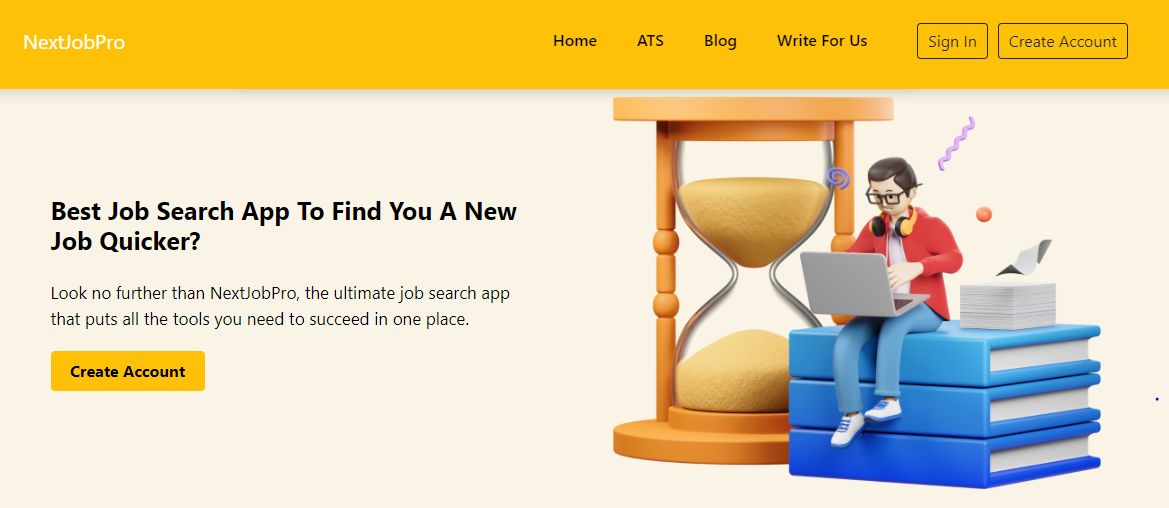 NextJobPro
Home
ATS
Blog
Write For Us
Sign In
Create Account
Best Job Search App To Find You A New
Job Quicker?
Look no further than NextJobPro, the ultimate job search app
that puts all the tools you need to succeed in one place.
Create Account